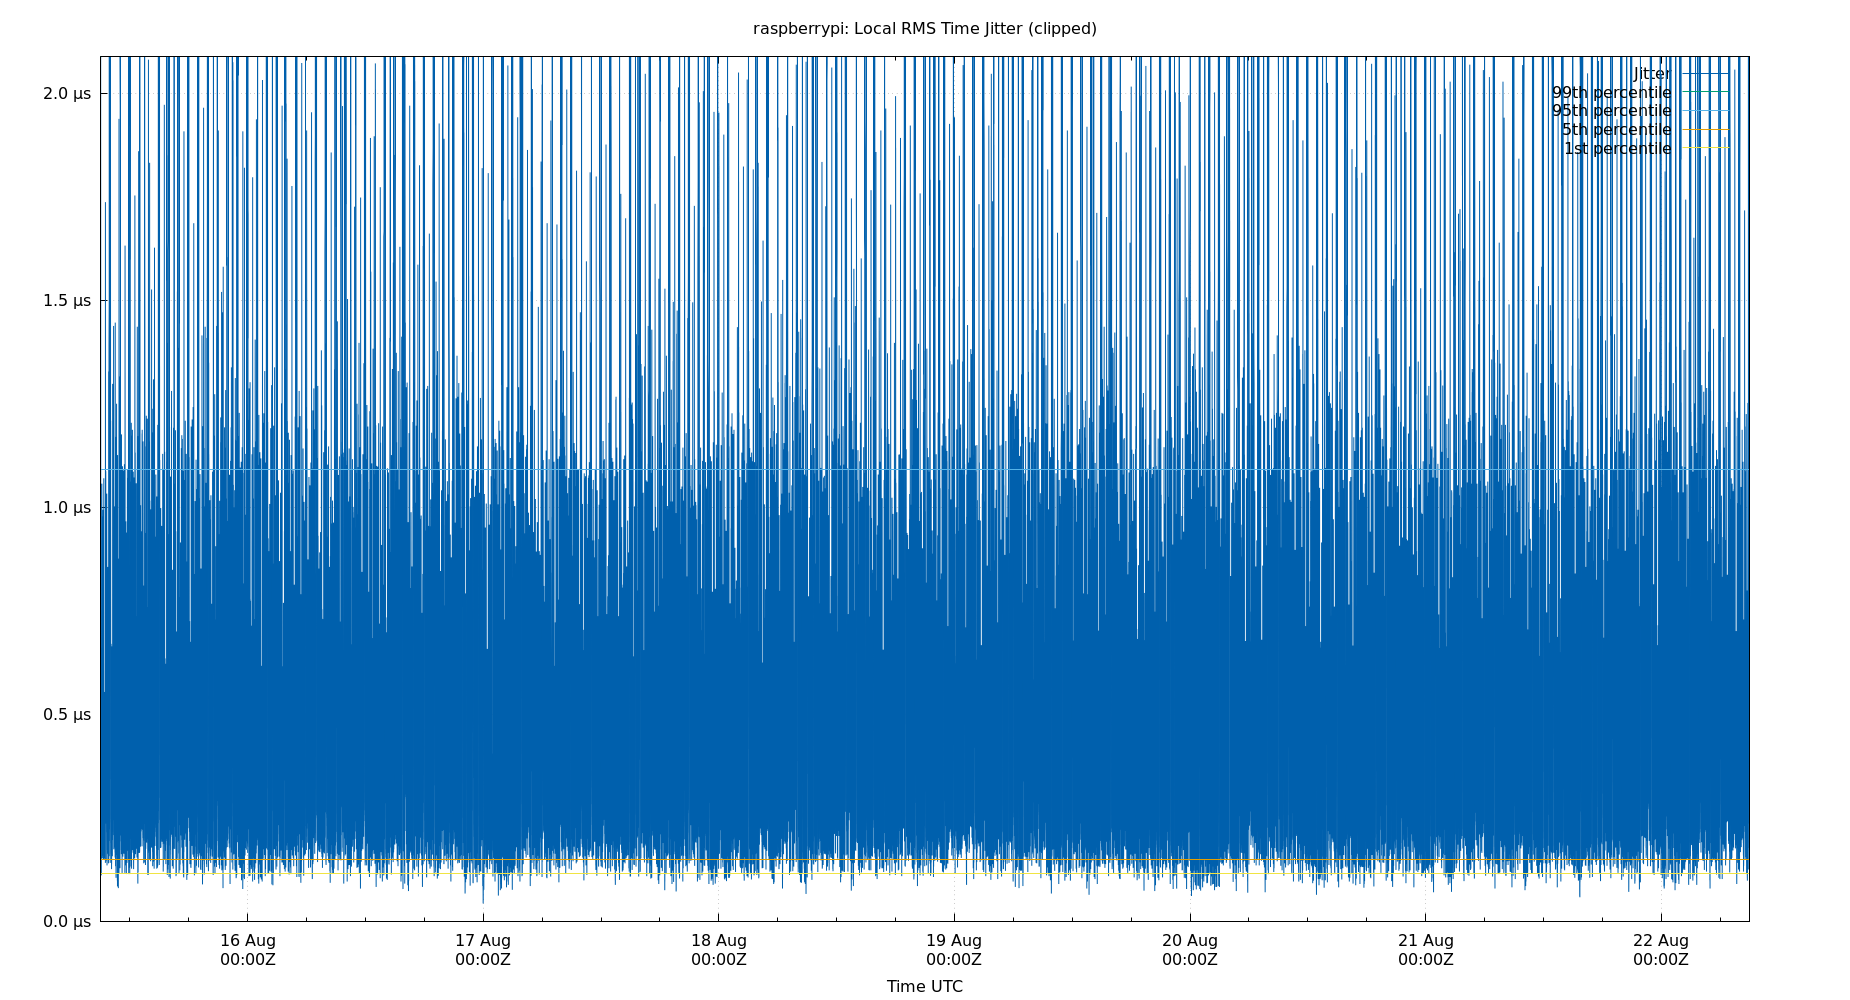 raspberrypi: Local RMS Time Jitter (clipped)
2.0 µs
1.5 µs
1.0 µs
0.5 µs
0.0 µs
Jitter
99th percentile
95th percentile
5th percentile
1st percentile
16 Aug 17 Aug 18 Aug 19 Aug 20 Aug 21 Aug 22 Aug
00:00Z 00:00Z 00:00Z 00:00Z 00:00Z 00:00Z 00:00Z
Time UTC